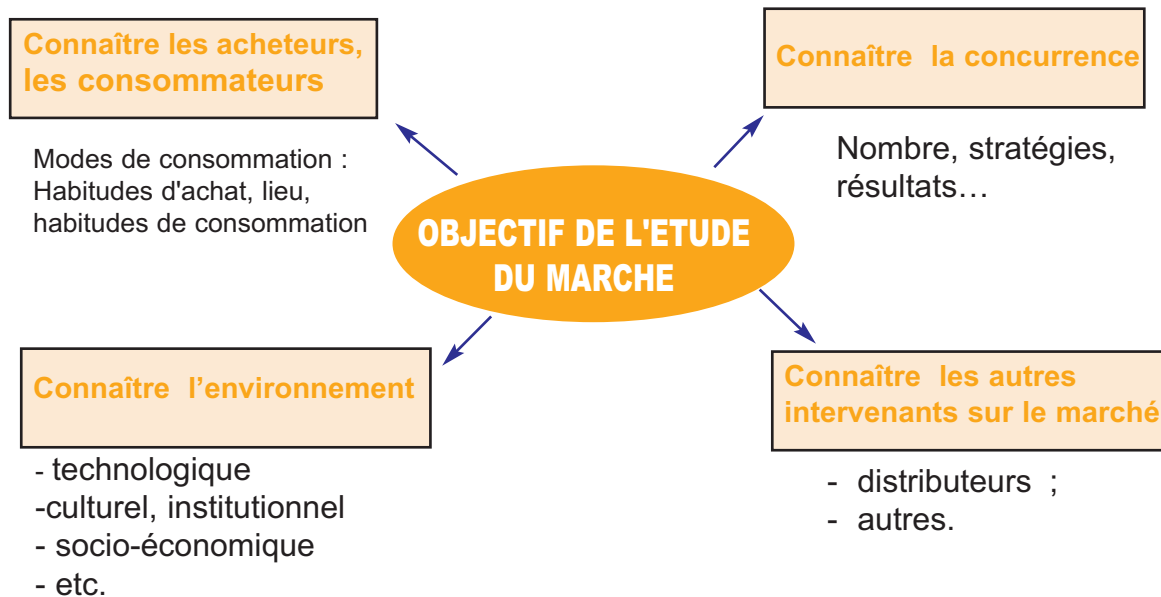 Connaître les acheteurs,
les consommateurs
Modes de consommation :
Habitudes d'achat, lieu,
habitudes de consommation
Connaître la concurrence
Nombre, stratégies,
résultats…
OBJECTIF DE L'ETUDE
DU MARCHE
Connaître l’environnement
- technologique
-culturel, institutionnel
- socio-économique
- etc.
Connaître les autres
intervenants sur le marché
- distributeurs ;
- autres.